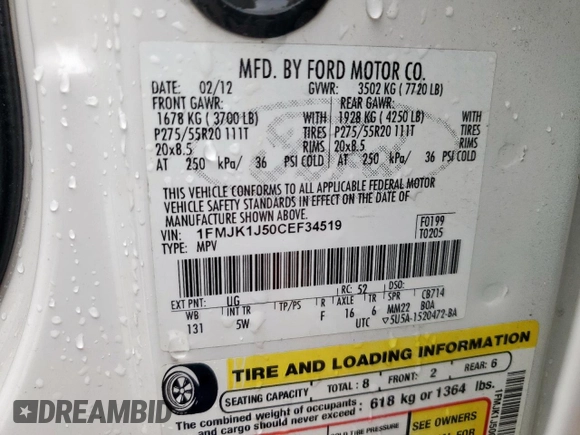 MFD. BY FORD MOTOR CO.
DATE: 02/12 GVWR: 3502 KG ( 7720 LB)
FRONT GAWR: REAR GAWR:
1678 KG ( 3700 LB) WITH 1928 KG ( 4250 LB) WITH
P275/55R20 111T TIRES P275/55R20 111T TIRES
20x8.5 RIMS 20x8.5 RIMS
AT 250 kPa/ 36 PSI COLD AT 250 kPa/ 36 PSI COLD
THIS VEHICLE CONFORMS TO ALL APPLICABLE FEDERAL MOTOR
VEHICLE SAFETY STANDARDS IN EFFECT ON THE DATE OF
MANUFACTURE SHOWN ABOVE.
VIN: 1FMJK1J50CEF34519 F0199
TYPE: MPV T0205
EXT PNT: UG RC: 52 DSO:
WB INT TR TP/PS R AXLE TR SPR CB714
131 5W F 16 6 MM22 BOA
UTC ▽5U5A-1520472-BA
TIRE AND LOADING INFORMATION
SEATING CAPACITY TOTAL: 8 FRONT: 2 REAR: 6
The combined weight of occupants
and cargo should never exceed: 618 kg or 1364 lbs.
SEE OWNERS
DREAMBID